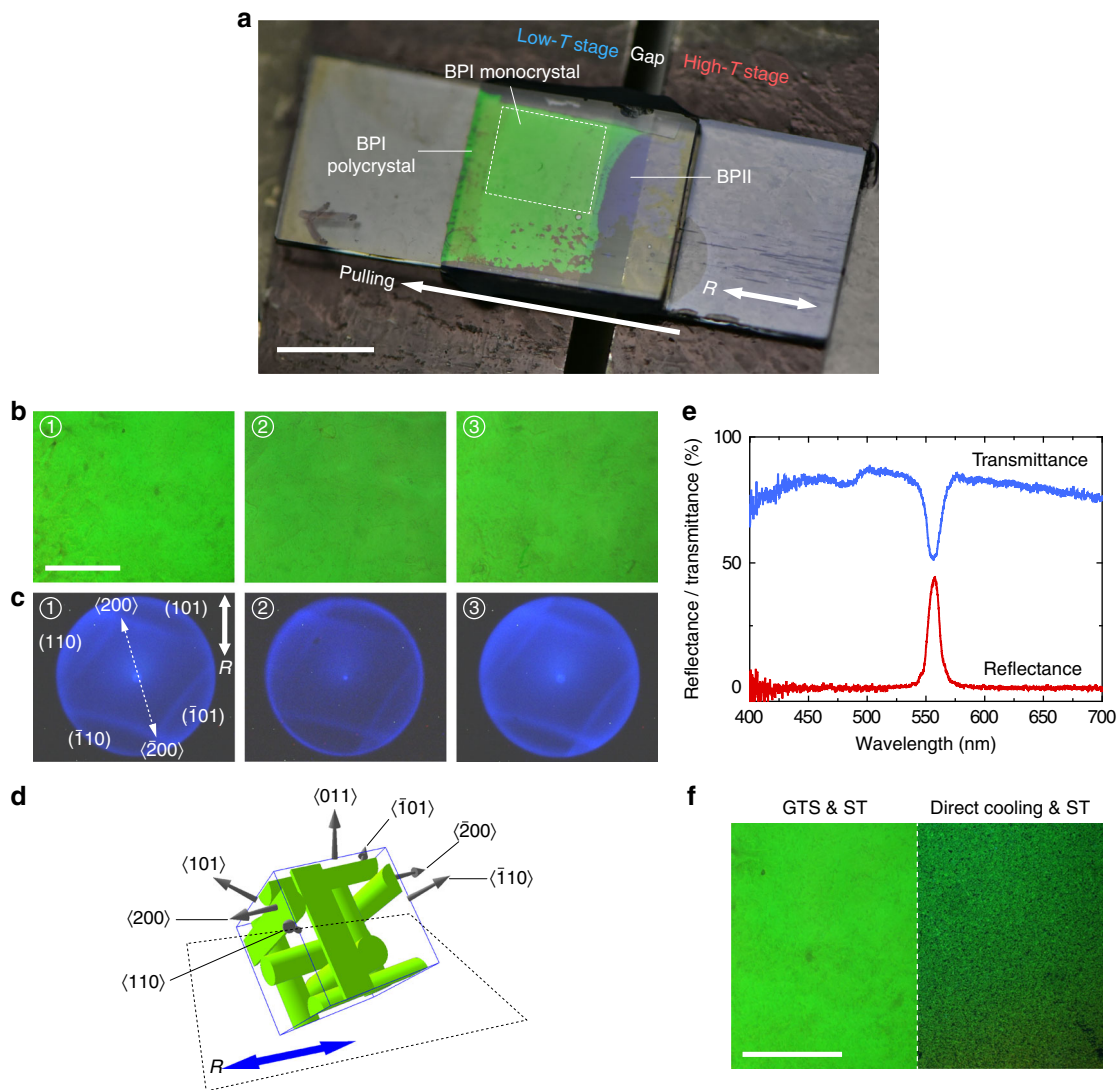 a
Low-T stage Gap High-T stage
BPI monocrystal
BPI
polycrystal
BPII
Pulling
R
b
① ② ③
c
① ② ③
⟨200⟩ (101)
(110)
R
(1̄01)
(1̄10)
⟨2̄00⟩
d
⟨011⟩
⟨1̄01⟩
⟨2̄00⟩
⟨101⟩
⟨1̄10⟩
⟨200⟩
⟨110⟩
R
e
Reflectance / transmittance (%)
100
50
0
Transmittance
Reflectance
400 450 500 550 600 650 700
Wavelength (nm)
f
GTS & ST Direct cooling & ST